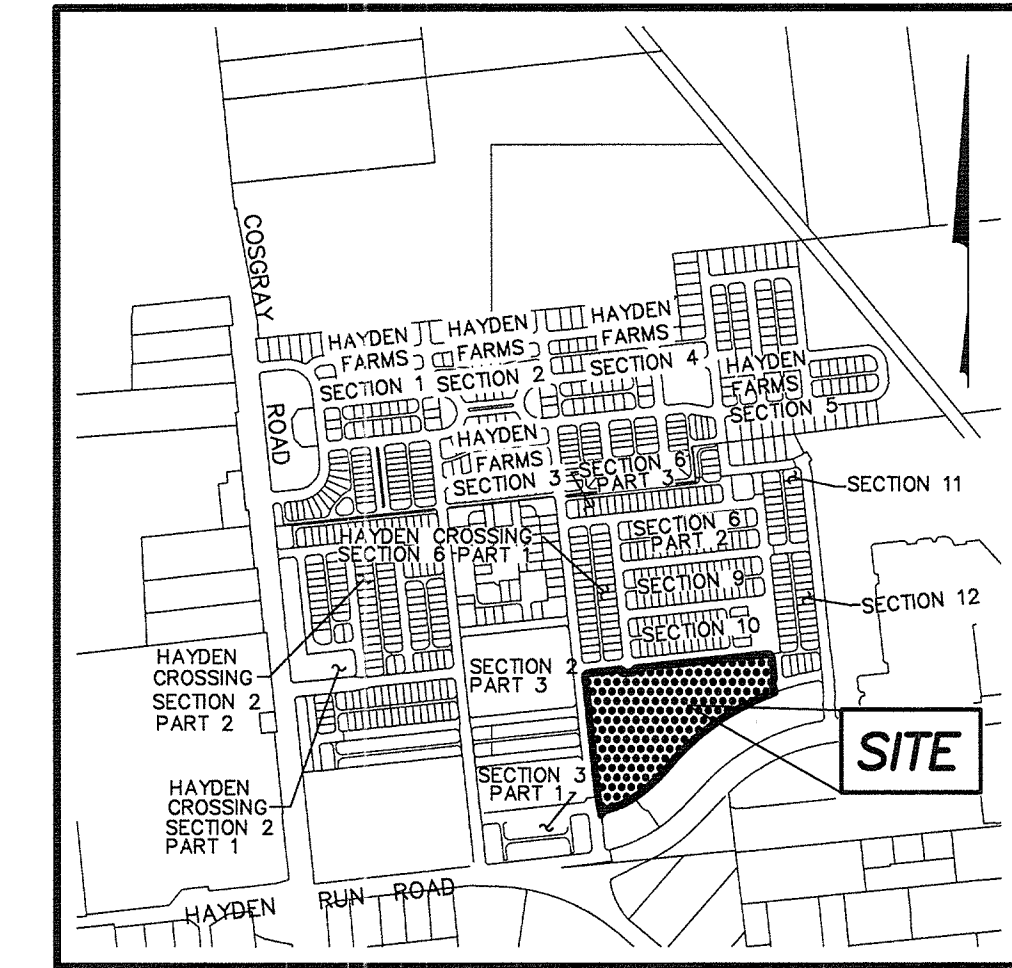 COSGRAY
ROAD
HAYDEN
FARMS
SECTION 1
HAYDEN
FARMS
SECTION 2
HAYDEN
FARMS
SECTION 4
HAYDEN
FARMS
SECTION 5
HAYDEN
FARMS
SECTION 3
SECTION 6
PART 3
SECTION 11
HAYDEN CROSSING
SECTION 6 PART 1
SECTION 6
PART 2
SECTION 9
SECTION 12
SECTION 10
HAYDEN
CROSSING
SECTION 2
PART 2
SECTION 2
PART 3
SITE
SECTION 3
PART 1
HAYDEN
CROSSING
SECTION 2
PART 1
HAYDEN RUN ROAD